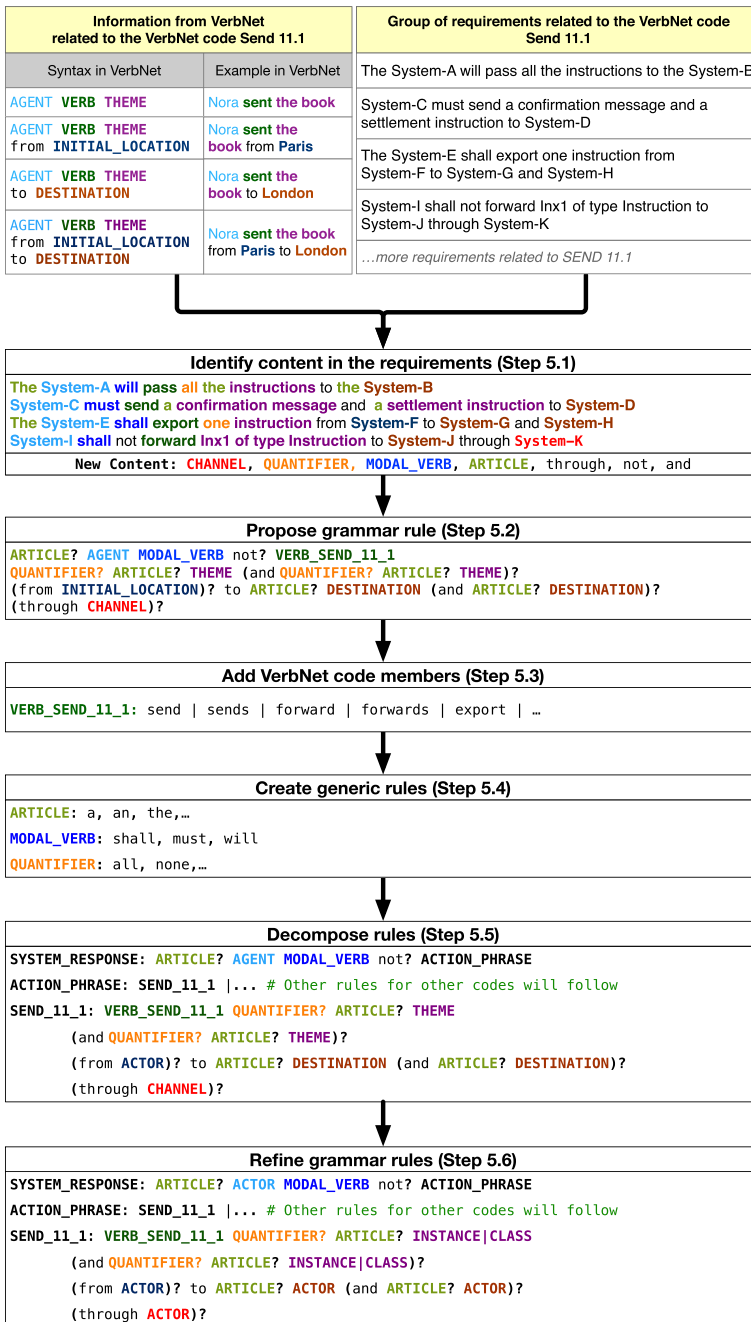 Information from VerbNet
related to the VerbNet code Send 11.1
Group of requirements related to the VerbNet code
Send 11.1
Syntax in VerbNet
Example in VerbNet
AGENT VERB THEME
Nora sent the book
AGENT VERB THEME
from INITIAL_LOCATION
Nora sent the
book from Paris
AGENT VERB THEME
to DESTINATION
Nora sent the
book to London
AGENT VERB THEME
from INITIAL_LOCATION
to DESTINATION
Nora sent the book
from Paris to London
The System-A will pass all the instructions to the System-B
System-C must send a confirmation message and a
settlement instruction to System-D
The System-E shall export one instruction from
System-F to System-G and System-H
System-I shall not forward Inx1 of type Instruction to
System-J through System-K
…more requirements related to SEND 11.1
Identify content in the requirements (Step 5.1)
The System-A will pass all the instructions to the System-B
System-C must send a confirmation message and a settlement instruction to System-D
The System-E shall export one instruction from System-F to System-G and System-H
System-I shall not forward Inx1 of type Instruction to System-J through System-K
New Content: CHANNEL, QUANTIFIER, MODAL_VERB, ARTICLE, through, not, and
Propose grammar rule (Step 5.2)
ARTICLE? AGENT MODAL_VERB not? VERB_SEND_11_1
QUANTIFIER? ARTICLE? THEME (and QUANTIFIER? ARTICLE? THEME)?
(from INITIAL_LOCATION)? to ARTICLE? DESTINATION (and ARTICLE? DESTINATION)?
(through CHANNEL)?
Add VerbNet code members (Step 5.3)
VERB_SEND_11_1: send | sends | forward | forwards | export | …
Create generic rules (Step 5.4)
ARTICLE: a, an, the,…
MODAL_VERB: shall, must, will
QUANTIFIER: all, none,…
Decompose rules (Step 5.5)
SYSTEM_RESPONSE: ARTICLE? AGENT MODAL_VERB not? ACTION_PHRASE
ACTION_PHRASE: SEND_11_1 |... # Other rules for other codes will follow
SEND_11_1: VERB_SEND_11_1 QUANTIFIER? ARTICLE? THEME
(and QUANTIFIER? ARTICLE? THEME)?
(from ACTOR)? to ARTICLE? DESTINATION (and ARTICLE? DESTINATION)?
(through CHANNEL)?
Refine grammar rules (Step 5.6)
SYSTEM_RESPONSE: ARTICLE? ACTOR MODAL_VERB not? ACTION_PHRASE
ACTION_PHRASE: SEND_11_1 |... # Other rules for other codes will follow
SEND_11_1: VERB_SEND_11_1 QUANTIFIER? ARTICLE? INSTANCE|CLASS
(and QUANTIFIER? ARTICLE? INSTANCE|CLASS)?
(from ACTOR)? to ARTICLE? ACTOR (and ARTICLE? ACTOR)?
(through ACTOR)?